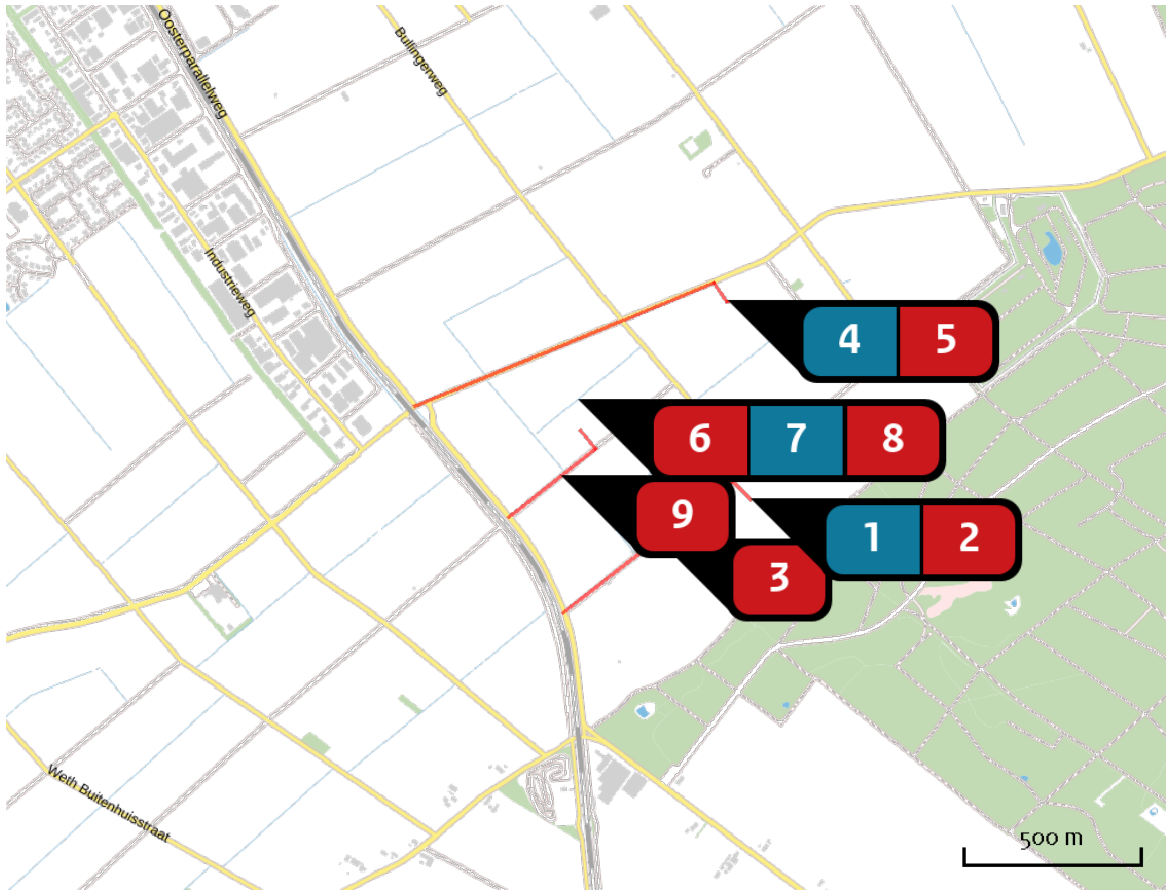 Oosterparallelweg
Bullingerweg
Industrieweg
4 5
6 7 8
9
1 2
3
Weth Buitenhuisstraat
500 m